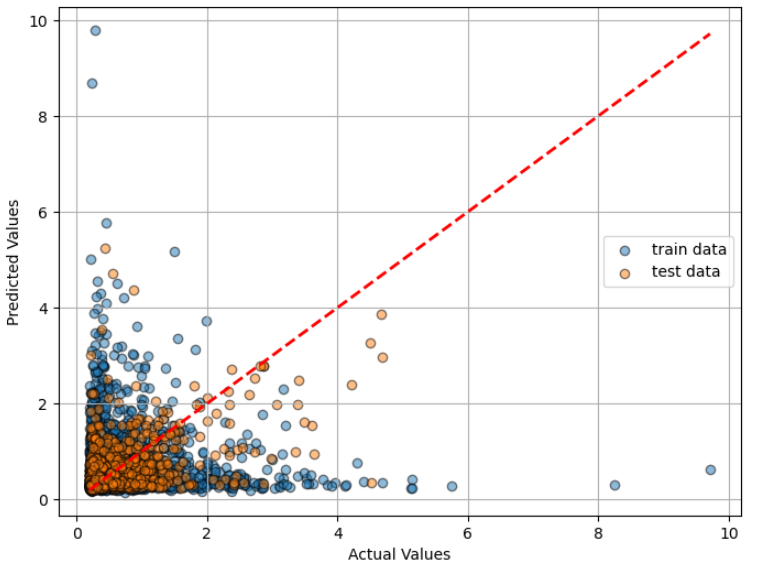 10
8
6
4
2
0
Predicted Values
train data
test data
0 2 4 6 8 10
Actual Values